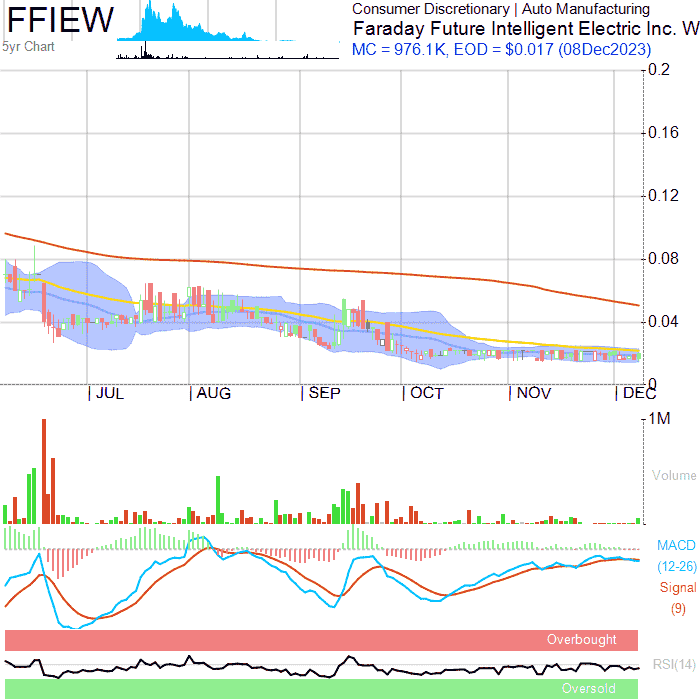 FFIEW
5yr Chart
Consumer Discretionary | Auto Manufacturing
Faraday Future Intelligent Electric Inc. W
MC = 976.1K, EOD = $0.017 (08Dec2023)
0.2
0.16
0.12
0.08
0.04
0
JUL AUG SEP OCT NOV DEC
1M
Volume
MACD
(12-26)
Signal
(9)
Overbought
RSI(14)
Oversold